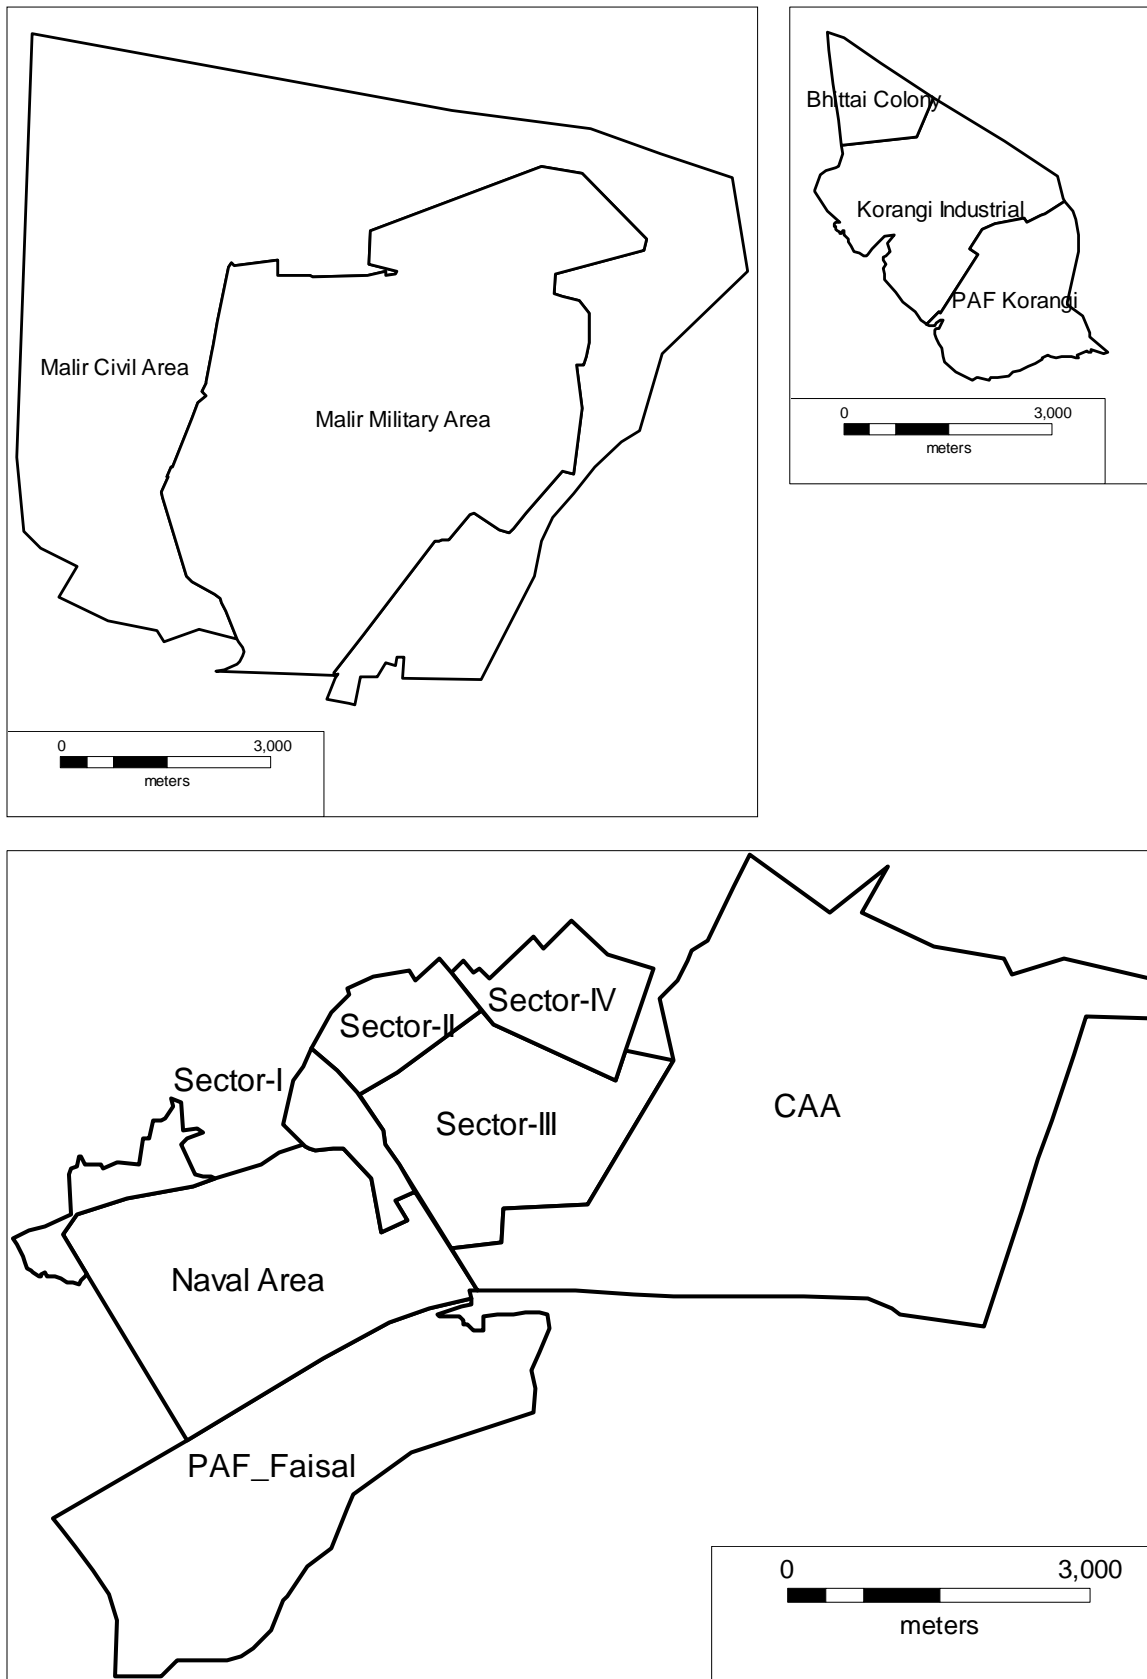 Malir Civil Area
Malir Military Area
0 3,000
meters
Bhittai Colony
Korangi Industrial
PAF Korangi
0 3,000
meters
Sector-IV
Sector-II
Sector-I
CAA
Sector-III
Naval Area
PAF_Faisal
0 3,000
meters